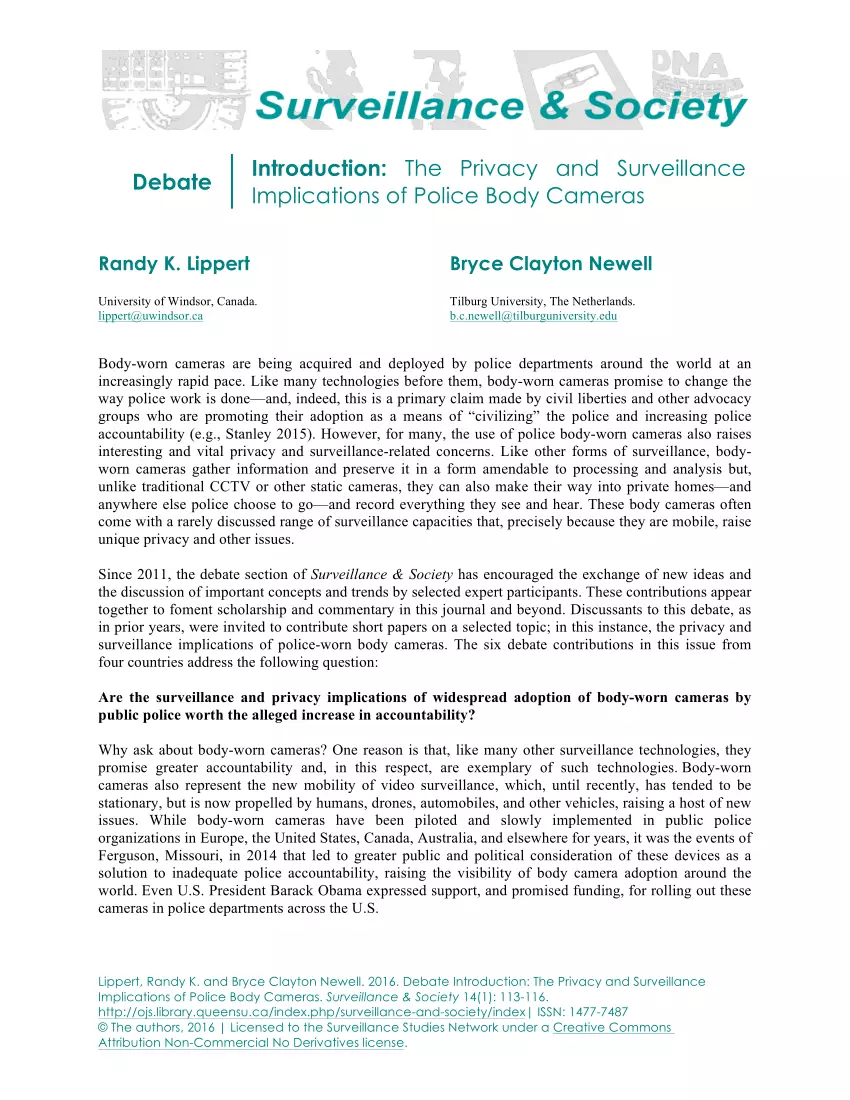 DNA
Surveillance & Society
Debate
Introduction: The Privacy and Surveillance
Implications of Police Body Cameras
Randy K. Lippert
Bryce Clayton Newell
University of Windsor, Canada.
lippert@uwindsor.ca
Tilburg University, The Netherlands.
b.c.newell@tilburguniversity.edu
Body-worn cameras are being acquired and deployed by police departments around the world at an
increasingly rapid pace. Like many technologies before them, body-worn cameras promise to change the
way police work is done—and, indeed, this is a primary claim made by civil liberties and other advocacy
groups who are promoting their adoption as a means of “civilizing” the police and increasing police
accountability (e.g., Stanley 2015). However, for many, the use of police body-worn cameras also raises
interesting and vital privacy and surveillance-related concerns. Like other forms of surveillance, body-
worn cameras gather information and preserve it in a form amendable to processing and analysis but,
unlike traditional CCTV or other static cameras, they can also make their way into private homes—and
anywhere else police choose to go—and record everything they see and hear. These body cameras often
come with a rarely discussed range of surveillance capacities that, precisely because they are mobile, raise
unique privacy and other issues.
Since 2011, the debate section of Surveillance & Society has encouraged the exchange of new ideas and
the discussion of important concepts and trends by selected expert participants. These contributions appear
together to foment scholarship and commentary in this journal and beyond. Discussants to this debate, as
in prior years, were invited to contribute short papers on a selected topic; in this instance, the privacy and
surveillance implications of police-worn body cameras. The six debate contributions in this issue from
four countries address the following question:
Are the surveillance and privacy implications of widespread adoption of body-worn cameras by
public police worth the alleged increase in accountability?
Why ask about body-worn cameras? One reason is that, like many other surveillance technologies, they
promise greater accountability and, in this respect, are exemplary of such technologies. Body-worn
cameras also represent the new mobility of video surveillance, which, until recently, has tended to be
stationary, but is now propelled by humans, drones, automobiles, and other vehicles, raising a host of new
issues. While body-worn cameras have been piloted and slowly implemented in public police
organizations in Europe, the United States, Canada, Australia, and elsewhere for years, it was the events of
Ferguson, Missouri, in 2014 that led to greater public and political consideration of these devices as a
solution to inadequate police accountability, raising the visibility of body camera adoption around the
world. Even U.S. President Barack Obama expressed support, and promised funding, for rolling out these
cameras in police departments across the U.S.
Lippert, Randy K. and Bryce Clayton Newell. 2016. Debate Introduction: The Privacy and Surveillance
Implications of Police Body Cameras. Surveillance & Society 14(1): 113-116.
http://ojs.library.queensu.ca/index.php/surveillance-and-society/index| ISSN: 1477-7487
© The authors, 2016 | Licensed to the Surveillance Studies Network under a Creative Commons
Attribution Non-Commercial No Derivatives license.